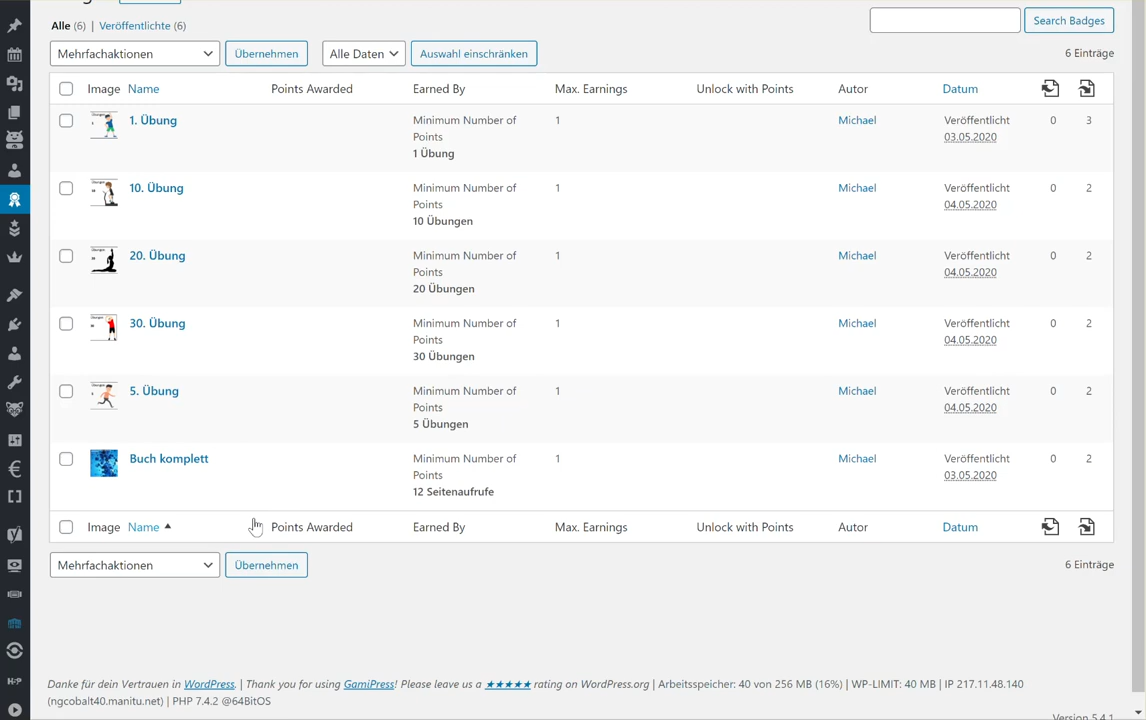 Alle (6) | Veröffentlichte (6)
Search Badges
Mehrfachaktionen Übernehmen Alle Daten Auswahl einschränken 6 Einträge
Image Name Points Awarded Earned By Max. Earnings Unlock with Points Autor Datum
1. Übung Minimum Number of Points 1 Übung 1 Michael Veröffentlicht 03.05.2020 0 3
10. Übung Minimum Number of Points 10 Übungen 1 Michael Veröffentlicht 04.05.2020 0 2
20. Übung Minimum Number of Points 20 Übungen 1 Michael Veröffentlicht 04.05.2020 0 2
30. Übung Minimum Number of Points 30 Übungen 1 Michael Veröffentlicht 04.05.2020 0 2
5. Übung Minimum Number of Points 5 Übungen 1 Michael Veröffentlicht 04.05.2020 0 2
Buch komplett Minimum Number of Points 12 Seitenaufrufe 1 Michael Veröffentlicht 03.05.2020 0 2
Image Name Points Awarded Earned By Max. Earnings Unlock with Points Autor Datum
Mehrfachaktionen Übernehmen 6 Einträge
Danke für dein Vertrauen in WordPress. | Thank you for using GamiPress! Please leave us a ★★★★★ rating on WordPress.org | Arbeitsspeicher: 40 von 256 MB (16%) | WP-LIMIT: 40 MB | IP 217.11.48.140
(ngcobalt40.manitu.net) | PHP 7.4.2 @64BitOS
Version 5.4.1